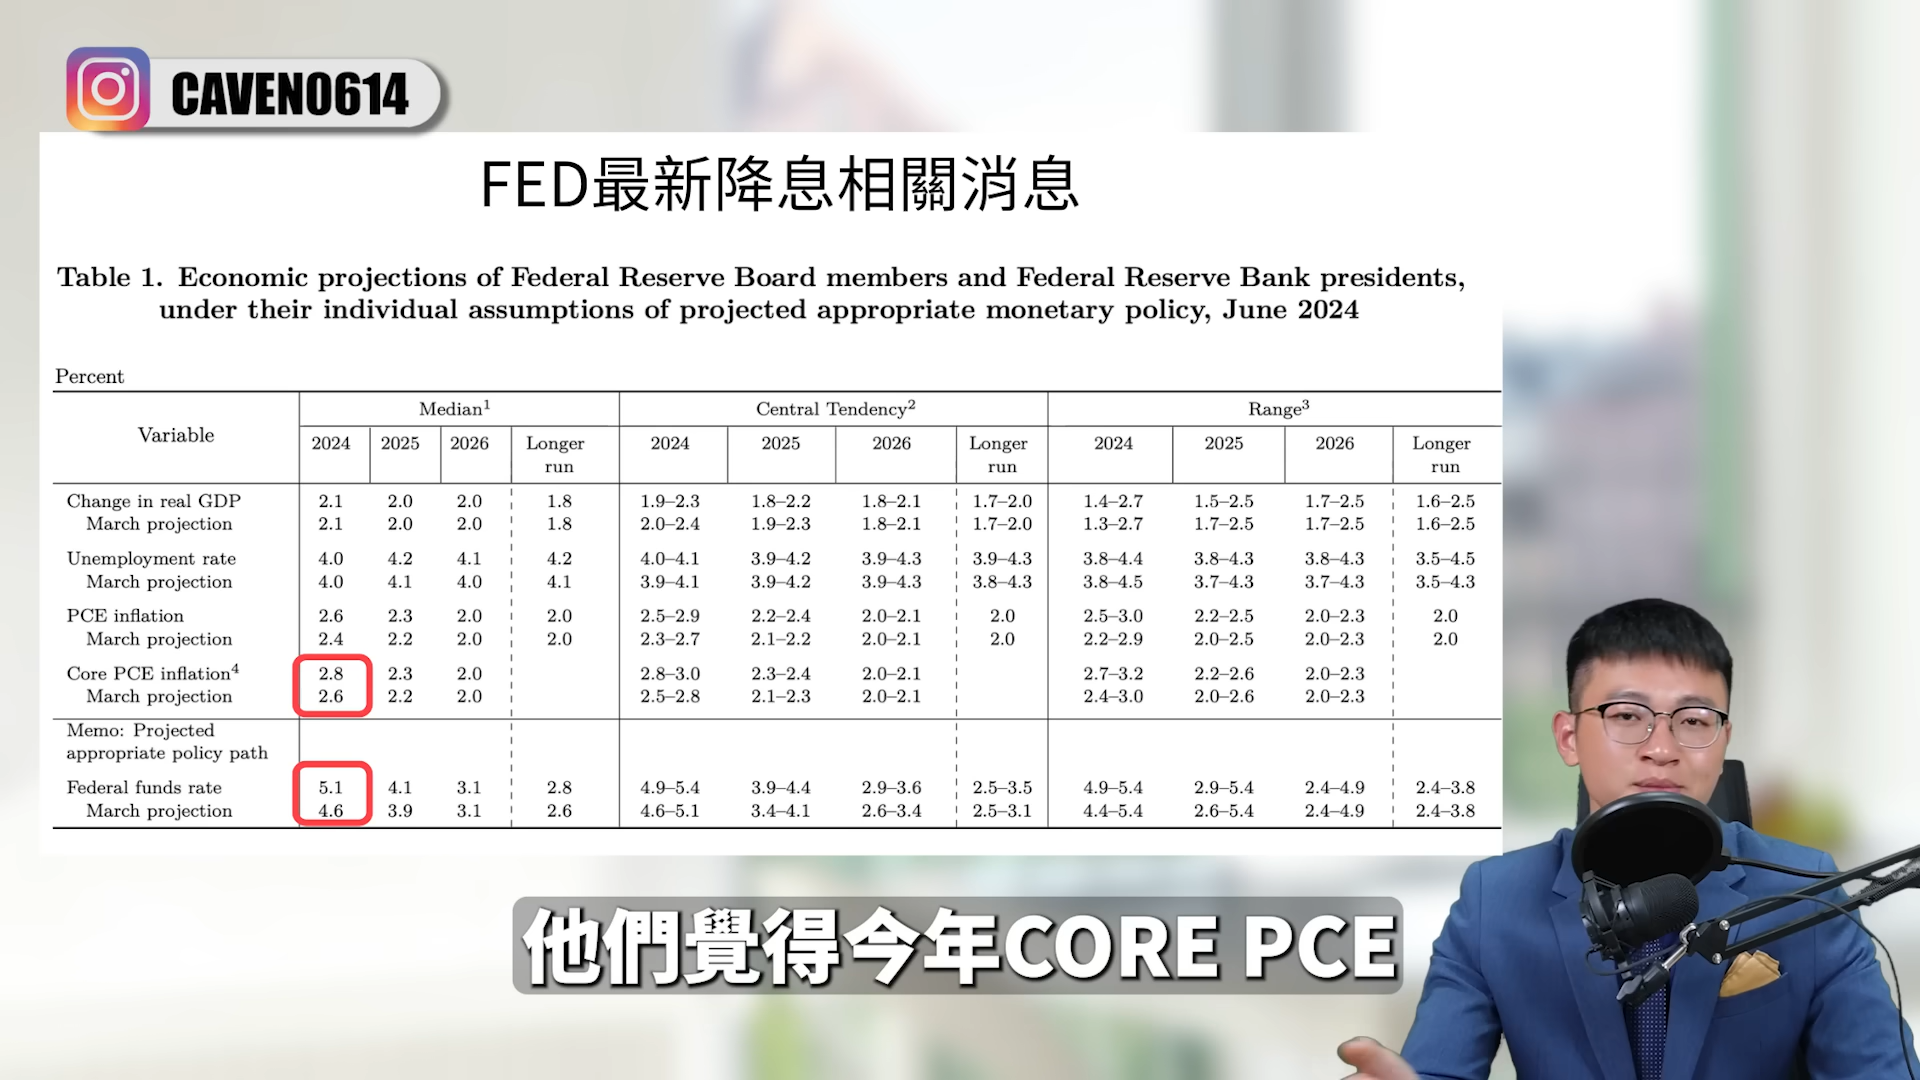 CAVEN0614
FED最新降息相關消息
Table 1. Economic projections of Federal Reserve Board members and Federal Reserve Bank presidents,
under their individual assumptions of projected appropriate monetary policy, June 2024
Percent
Variable Median1 Central Tendency2 Range3
2024 2025 2026 Longer run 2024 2025 2026 Longer run 2024 2025 2026 Longer run
Change in real GDP 2.1 2.0 2.0 1.8 1.9–2.3 1.8–2.2 1.8–2.1 1.7–2.0 1.4–2.7 1.5–2.5 1.7–2.5 1.6–2.5
March projection 2.1 2.0 2.0 1.8 2.0–2.4 1.9–2.3 1.8–2.1 1.7–2.0 1.3–2.7 1.7–2.5 1.7–2.5 1.6–2.5
Unemployment rate 4.0 4.2 4.1 4.2 4.0–4.1 3.9–4.2 3.9–4.3 3.9–4.3 3.8–4.4 3.8–4.3 3.8–4.3 3.5–4.5
March projection 4.0 4.1 4.0 4.1 3.9–4.1 3.9–4.2 3.9–4.3 3.8–4.3 3.8–4.5 3.7–4.3 3.7–4.3 3.5–4.3
PCE inflation 2.6 2.3 2.0 2.0 2.5–2.9 2.2–2.4 2.0–2.1 2.0 2.5–3.0 2.2–2.5 2.0–2.3 2.0
March projection 2.4 2.2 2.0 2.0 2.3–2.7 2.1–2.2 2.0–2.1 2.0 2.2–2.9 2.0–2.5 2.0–2.3 2.0
Core PCE inflation4 2.8 2.3 2.0 2.8–3.0 2.3–2.4 2.0–2.1 2.7–3.2 2.2–2.6 2.0–2.3
March projection 2.6 2.2 2.0 2.5–2.8 2.1–2.3 2.0–2.1 2.4–3.0 2.0–2.6 2.0–2.3
Memo: Projected
appropriate policy path
Federal funds rate 5.1 4.1 3.1 2.8 4.9–5.4 3.9–4.4 2.9–3.6 2.5–3.5 4.9–5.4 2.9–5.4 2.4–4.9 2.4–3.8
March projection 4.6 3.9 3.1 2.6 4.6–5.1 3.4–4.1 2.6–3.4 2.5–3.1 4.4–5.4 2.6–5.4 2.4–4.9 2.4–3.8
他們覺得今年CORE PCE